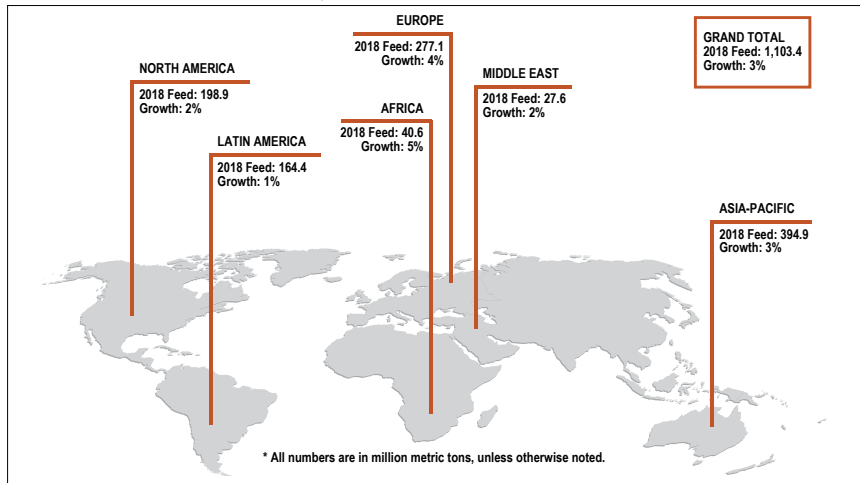 EUROPE
2018 Feed: 277.1
Growth: 4%
GRAND TOTAL
2018 Feed: 1,103.4
Growth: 3%
NORTH AMERICA
2018 Feed: 198.9
Growth: 2%
MIDDLE EAST
2018 Feed: 27.6
Growth: 2%
AFRICA
2018 Feed: 40.6
Growth: 5%
LATIN AMERICA
2018 Feed: 164.4
Growth: 1%
ASIA-PACIFIC
2018 Feed: 394.9
Growth: 3%
* All numbers are in million metric tons, unless otherwise noted.